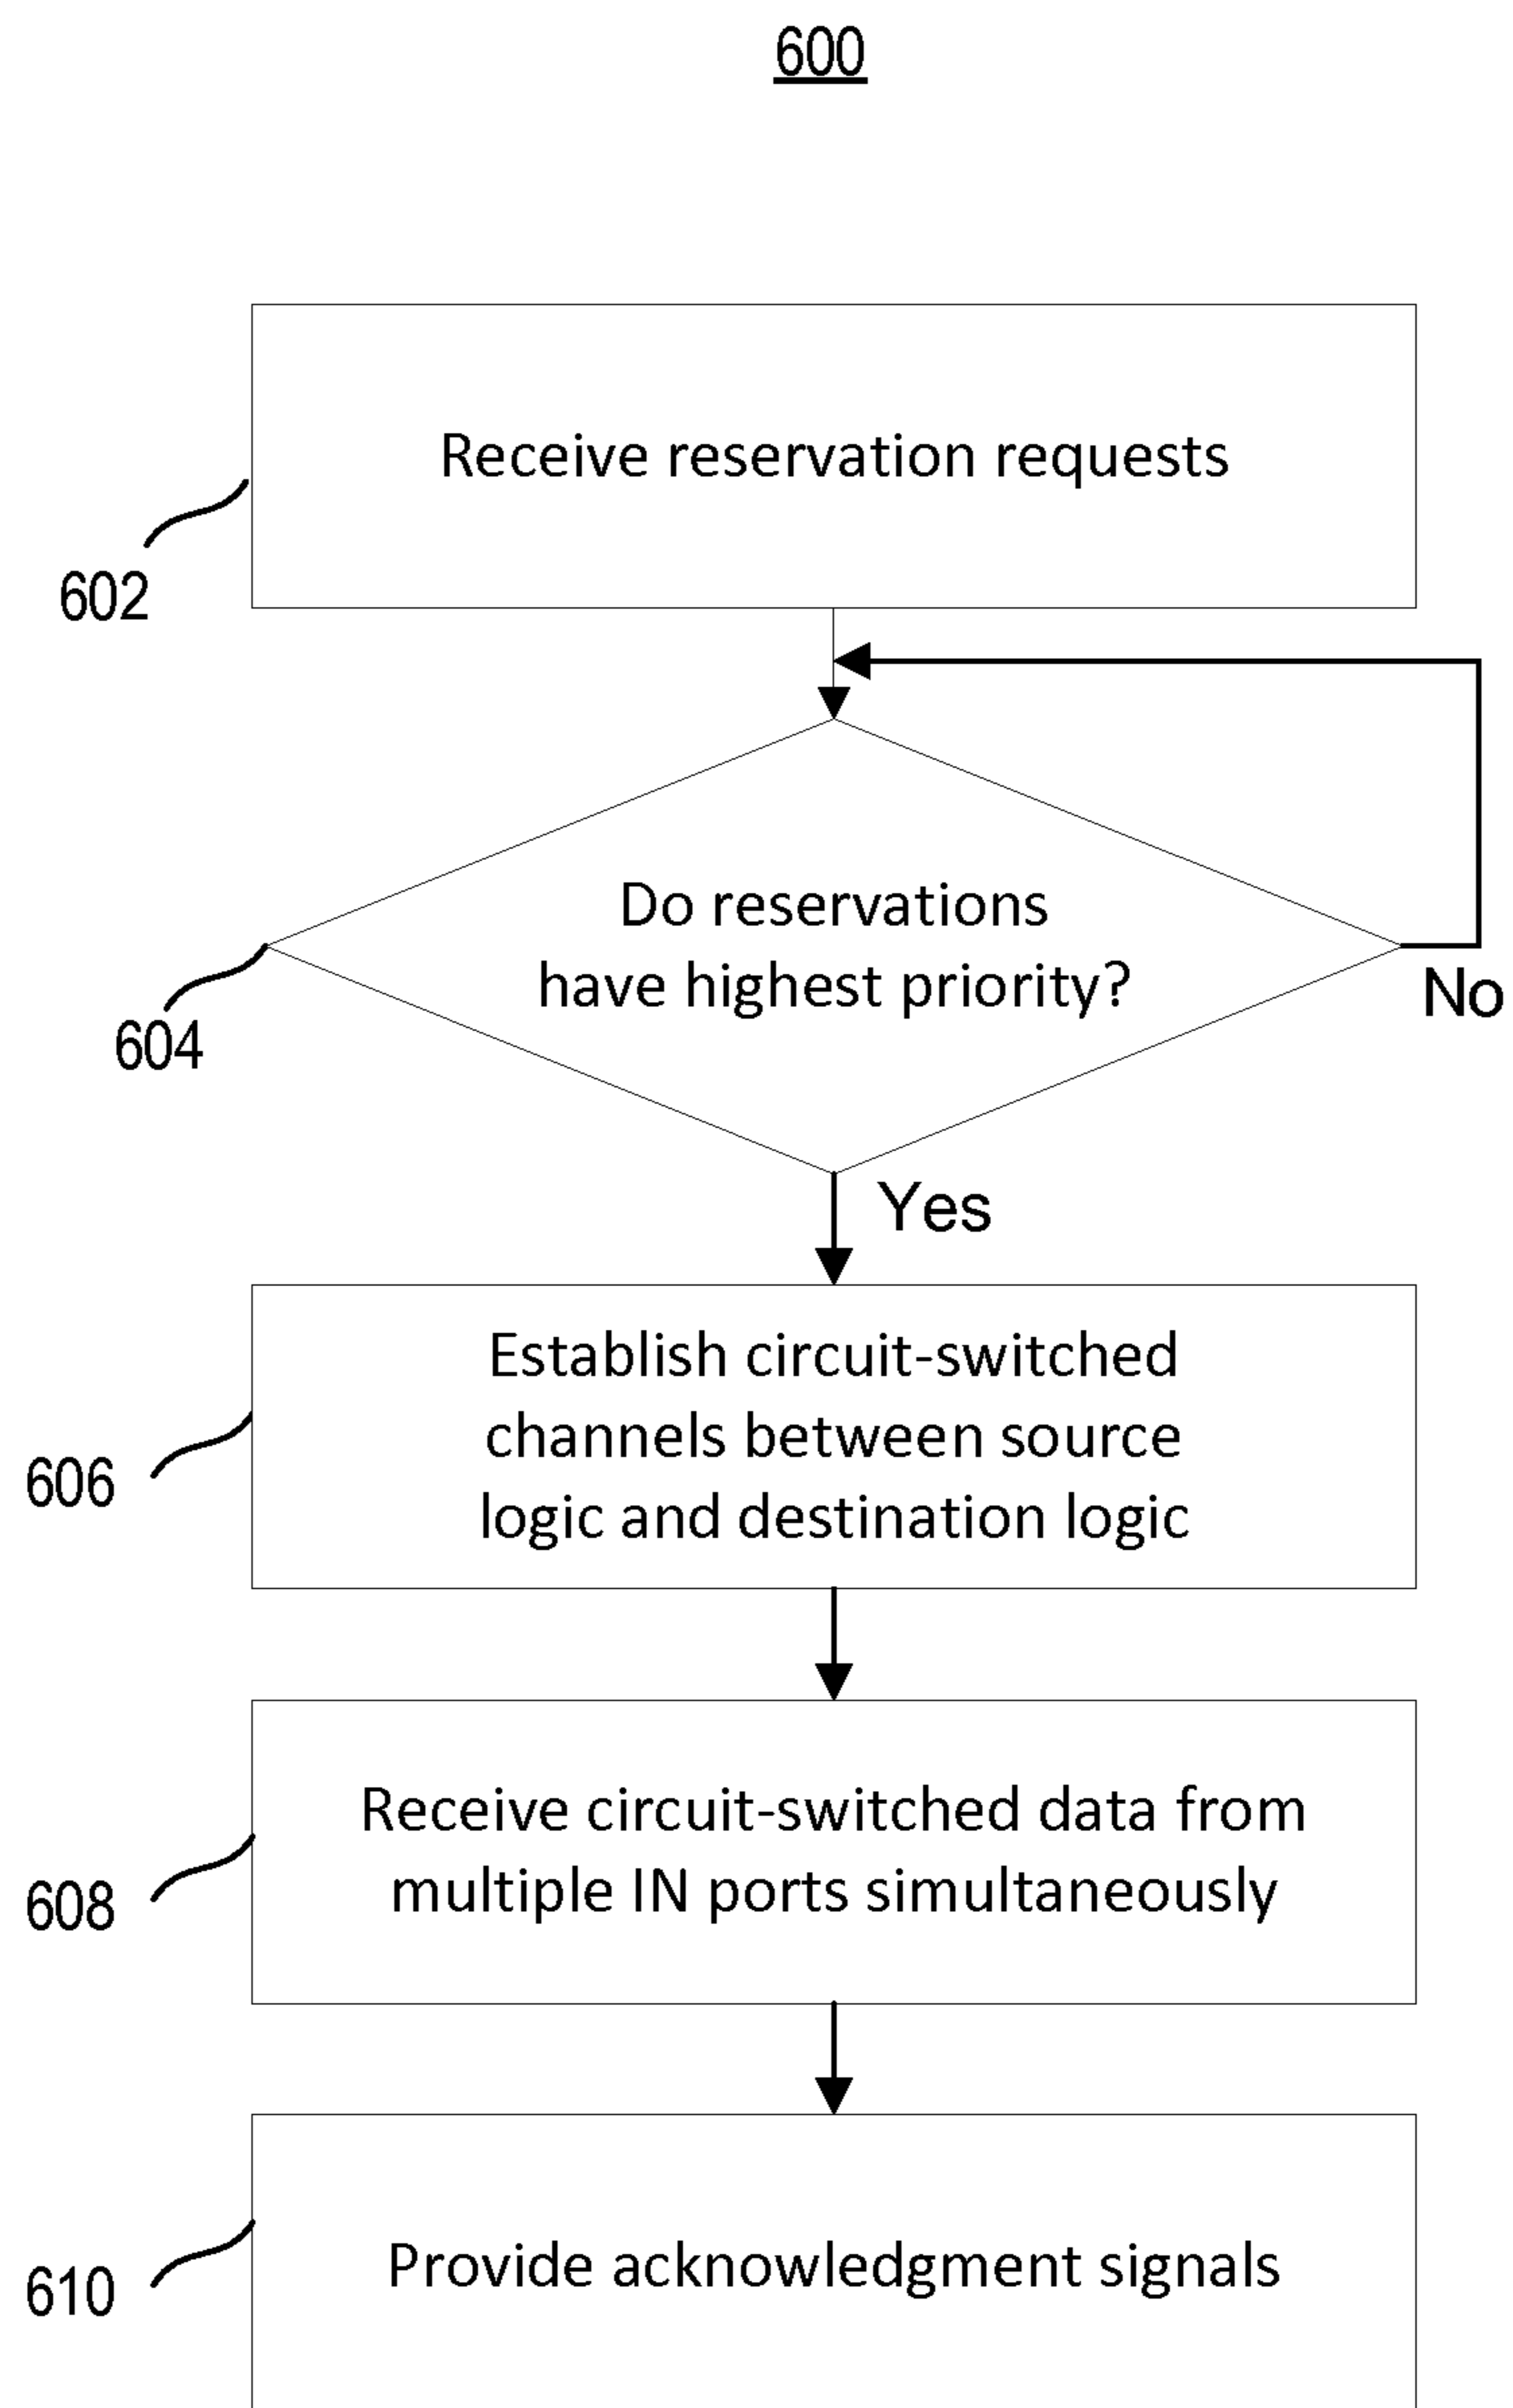 600
Receive reservation requests
602
Do reservations
have highest priority?
No
604
Yes
Establish circuit-switched
channels between source
logic and destination logic
606
Receive circuit-switched data from
multiple IN ports simultaneously
608
Provide acknowledgment signals
610